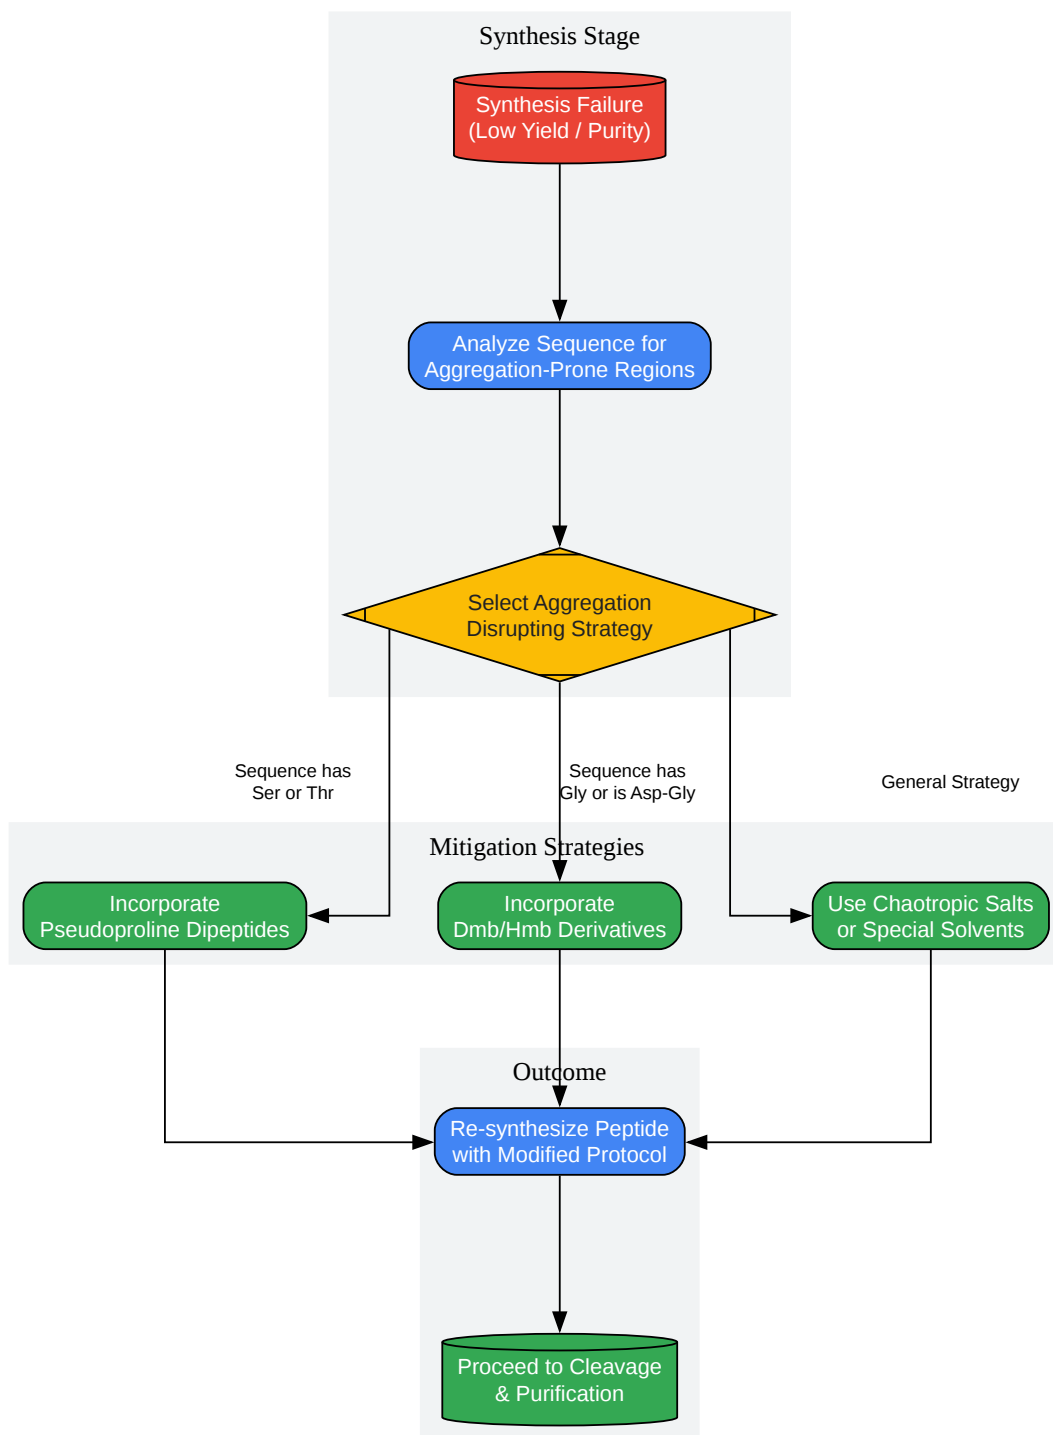 Synthesis Stage
Synthesis Failure
(Low Yield / Purity)
Analyze Sequence for
Aggregation-Prone Regions
Select Aggregation
Disrupting Strategy
Sequence has
Ser or Thr
Sequence has
Gly or is Asp-Gly
General Strategy
Mitigation Strategies
Incorporate
Pseudoproline Dipeptides
Incorporate
Dmb/Hmb Derivatives
Use Chaotropic Salts
or Special Solvents
Outcome
Re-synthesize Peptide
with Modified Protocol
Proceed to Cleavage
& Purification